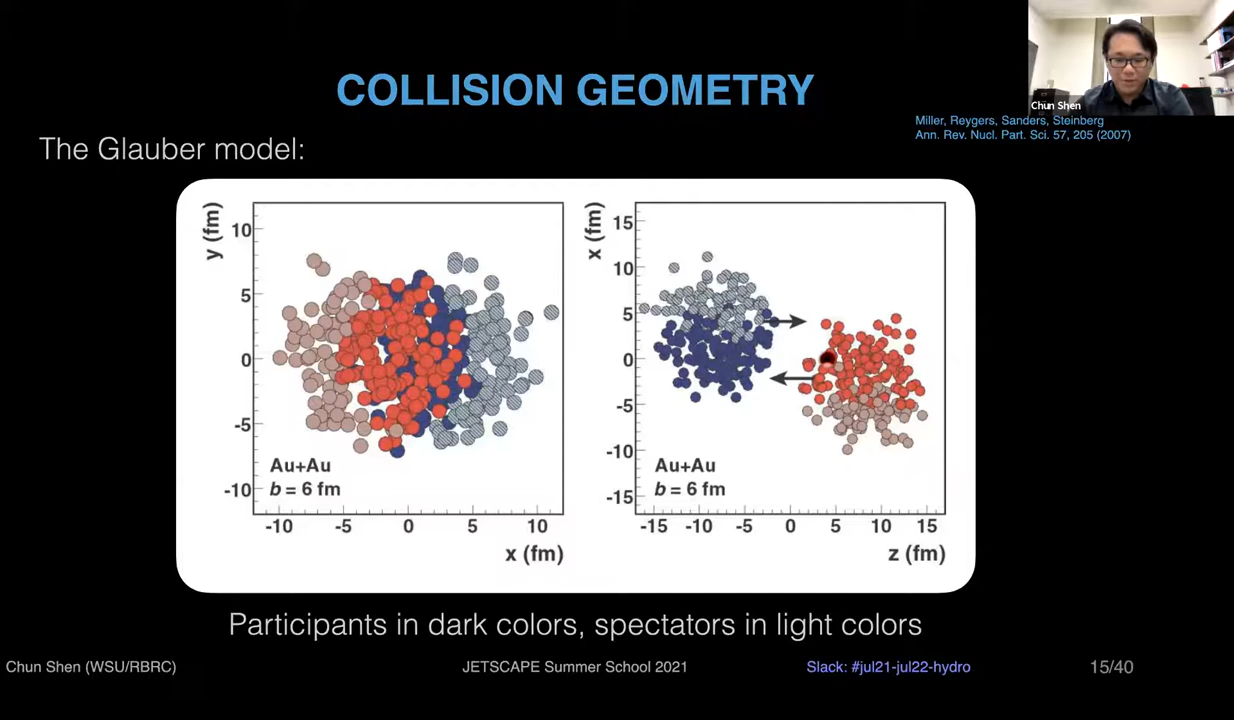 COLLISION GEOMETRY
Chun Shen
Miller, Reygers, Sanders, Steinberg
Ann. Rev. Nucl. Part. Sci. 57, 205 (2007)
The Glauber model:
y (fm)
10
5
0
-5
-10
Au+Au
b = 6 fm
-10 -5 0 5 10
x (fm)
x (fm)
15
10
5
0
-5
-10
-15
Au+Au
b = 6 fm
-15 -10 -5 0 5 10 15
z (fm)
Participants in dark colors, spectators in light colors
Chun Shen (WSU/RBRC)
JETSCAPE Summer School 2021
Slack: #jul21-jul22-hydro
15/40